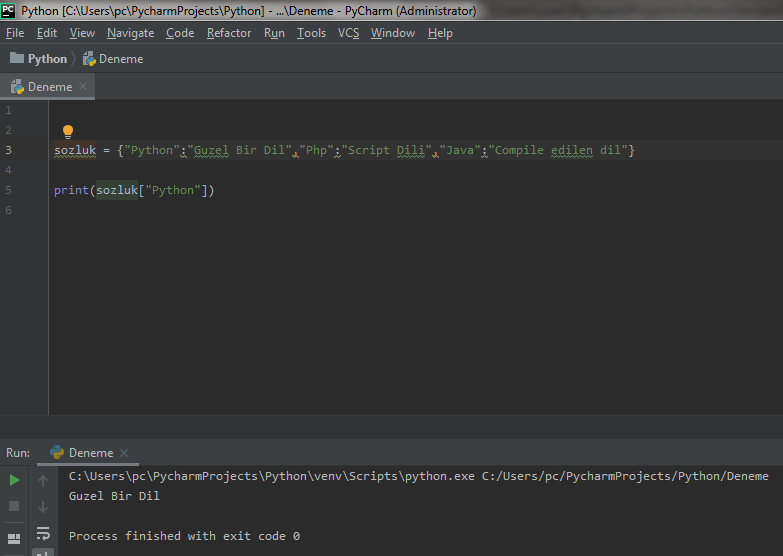 PC Python [C:\Users\pc\PycharmProjects\Python] - ...\Deneme - PyCharm (Administrator)
File Edit View Navigate Code Refactor Run Tools VCS Window Help
Python Deneme
Deneme
1
2
3 sozluk = {"Python":"Guzel Bir Dil","Php":"Script Dili","Java":"Compile edilen dil"}
4
5 print(sozluk["Python"])
6
Run: Deneme
C:\Users\pc\PycharmProjects\Python\venv\Scripts\python.exe C:/Users/pc/PycharmProjects/Python/Deneme
Guzel Bir Dil
Process finished with exit code 0